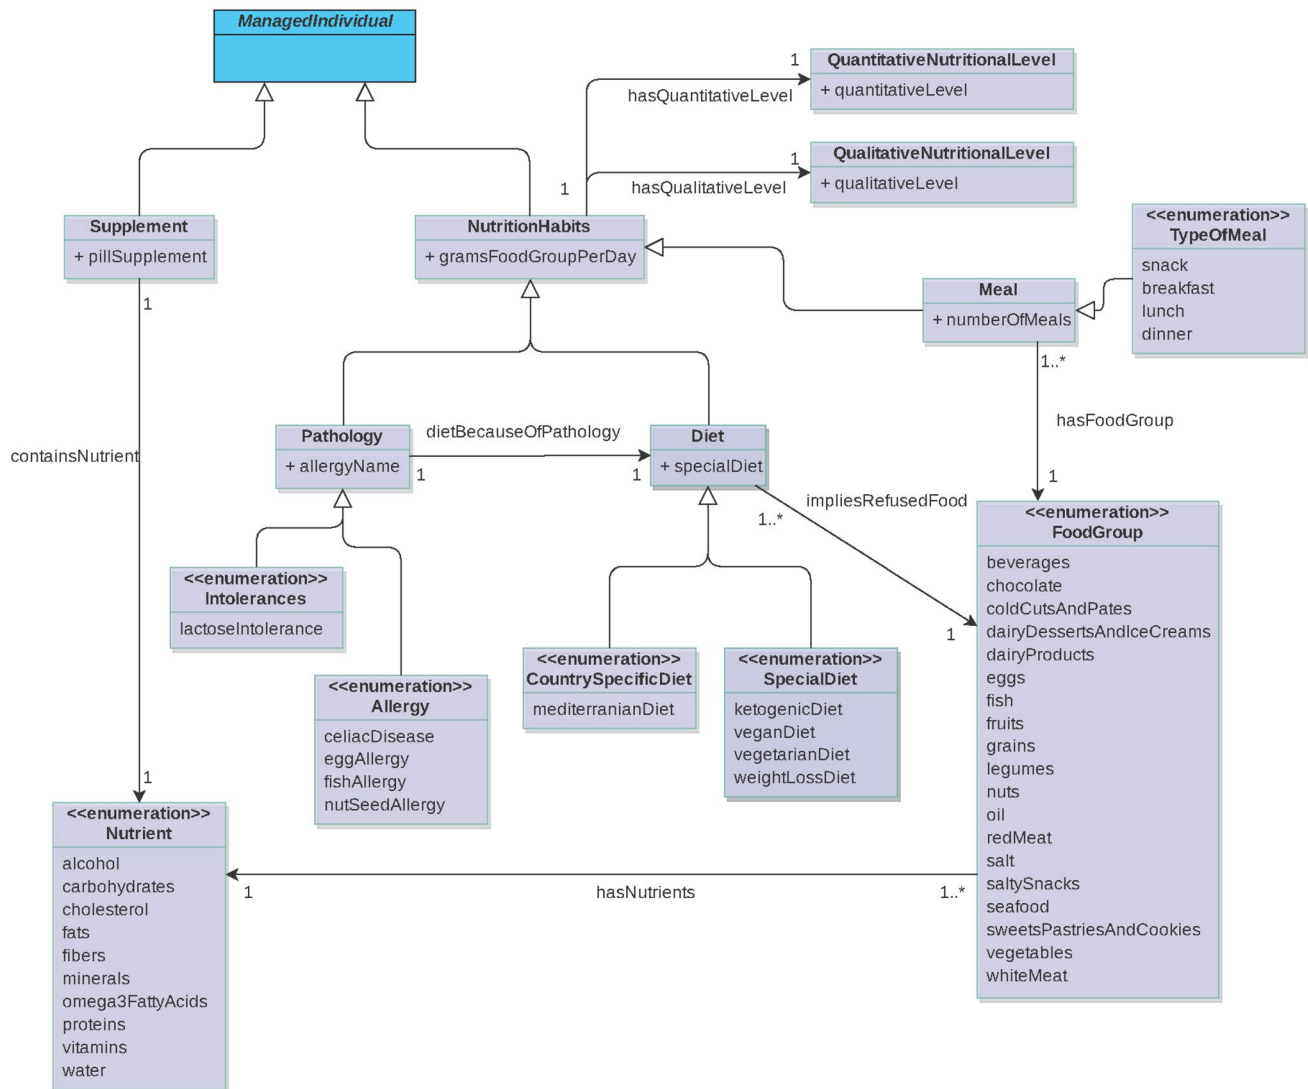 ManagedIndividual
QuantitativeNutritionalLevel
+ quantitativeLevel
1
hasQuantitativeLevel
QualitativeNutritionalLevel
+ qualitativeLevel
1
hasQualitativeLevel
1
Supplement
+ pillSupplement
1
NutritionHabits
+ gramsFoodGroupPerDay
<<enumeration>>
TypeOfMeal
snack
breakfast
lunch
dinner
Meal
+ numberOfMeals
1..*
hasFoodGroup
1
containsNutrient
Pathology
+ allergyName
dietBecauseOfPathology
1
1
Diet
+ specialDiet
1..*
impliesRefusedFood
1
<<enumeration>>
Intolerances
lactoseIntolerance
<<enumeration>>
Allergy
celiacDisease
eggAllergy
fishAllergy
nutSeedAllergy
<<enumeration>>
CountrySpecificDiet
mediterranianDiet
<<enumeration>>
SpecialDiet
ketogenicDiet
veganDiet
vegetarianDiet
weightLossDiet
<<enumeration>>
FoodGroup
beverages
chocolate
coldCutsAndPates
dairyDessertsAndIceCreams
dairyProducts
eggs
fish
fruits
grains
legumes
nuts
oil
redMeat
salt
saltySnacks
seafood
sweetsPastriesAndCookies
vegetables
whiteMeat
1
<<enumeration>>
Nutrient
alcohol
carbohydrates
cholesterol
fats
fibers
minerals
omega3FattyAcids
proteins
vitamins
water
1
hasNutrients
1..*